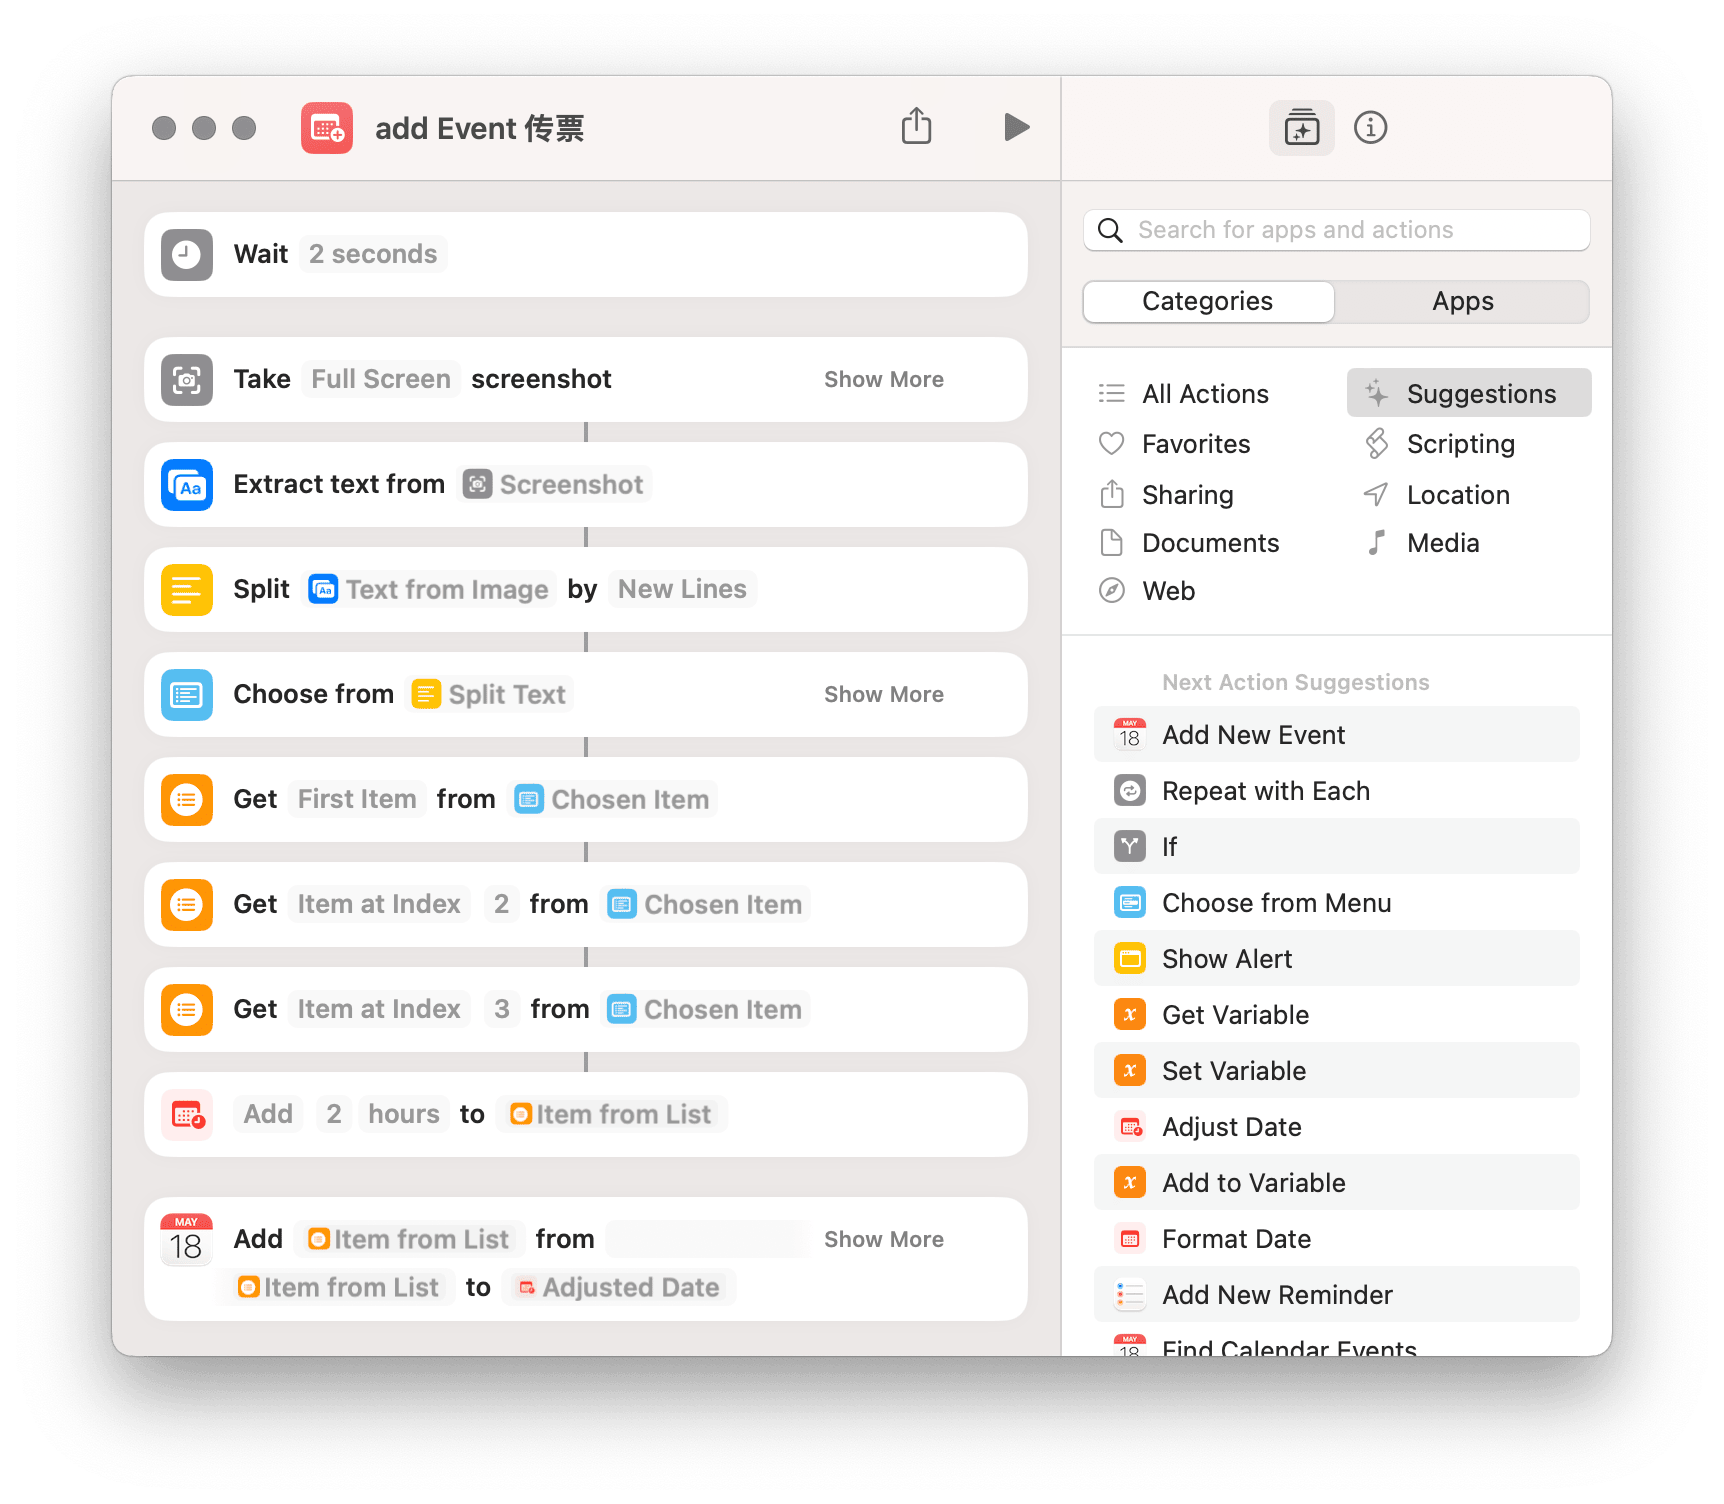 add Event 传票
Wait 2 seconds
Take Full Screen screenshot Show More
Extract text from Screenshot
Split Text from Image by New Lines
Choose from Split Text Show More
Get First Item from Chosen Item
Get Item at Index 2 from Chosen Item
Get Item at Index 3 from Chosen Item
Add 2 hours to Item from List
MAY 18
Add Item from List from Show More
Item from List to Adjusted Date
Search for apps and actions
Categories Apps
All Actions Suggestions
Favorites Scripting
Sharing Location
Documents Media
Web
Next Action Suggestions
MAY 18 Add New Event
Repeat with Each
If
Choose from Menu
Show Alert
x Get Variable
x Set Variable
Adjust Date
x Add to Variable
Format Date
Add New Reminder
MAY 18 Find Calendar Events